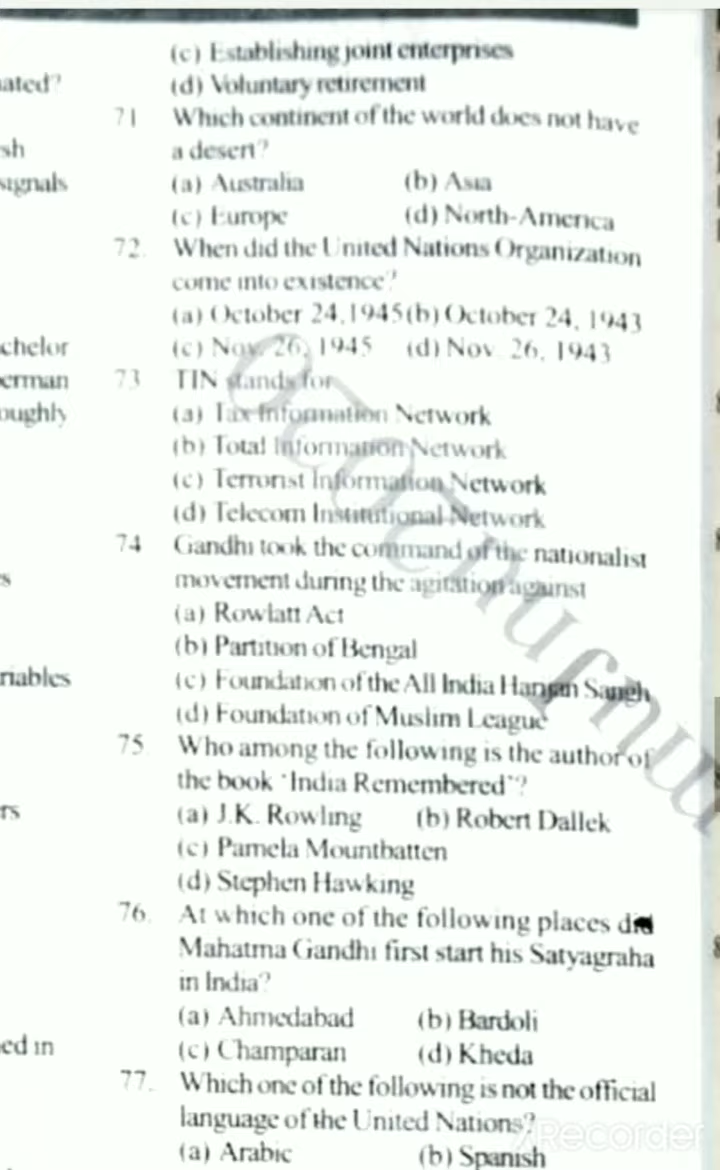 (c) Establishing joint enterprises
ated?
(d) Voluntary retirement
71 Which continent of the world does not have
sh
a desert?
signals
(a) Australia (b) Asia
(c) Europe (d) North-America
72. When did the United Nations Organization
come into existence?
(a) October 24,1945(b) October 24, 1943
chelor
(c) Nov. 26, 1945 (d) Nov. 26, 1943
erman
73 TIN stands for
oughly
(a) Tax Information Network
(b) Total Information Network
(c) Terrorist Information Network
(d) Telecom Institutional Network
74 Gandhi took the command of the nationalist
s
movement during the agitation against
(a) Rowlatt Act
(b) Partition of Bengal
riables
(c) Foundation of the All India Harijan Sangh
(d) Foundation of Muslim League
75 Who among the following is the author of
the book 'India Remembered'?
rs
(a) J.K. Rowling (b) Robert Dallek
(c) Pamela Mountbatten
(d) Stephen Hawking
76. At which one of the following places did
Mahatma Gandhi first start his Satyagraha
in India?
(a) Ahmedabad (b) Bardoli
ed in
(c) Champaran (d) Kheda
77. Which one of the following is not the official
language of the United Nations?
(a) Arabic (b) Spanish
XRecorder